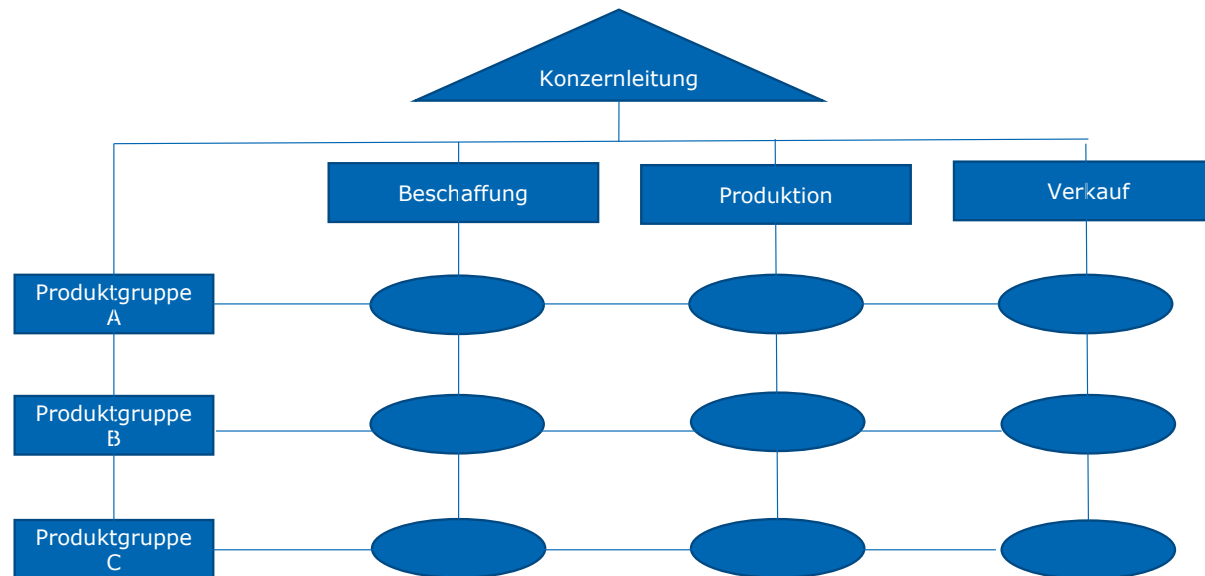 Konzernleitung
Beschaffung
Produktion
Verkauf
Produktgruppe
A
Produktgruppe
B
Produktgruppe
C